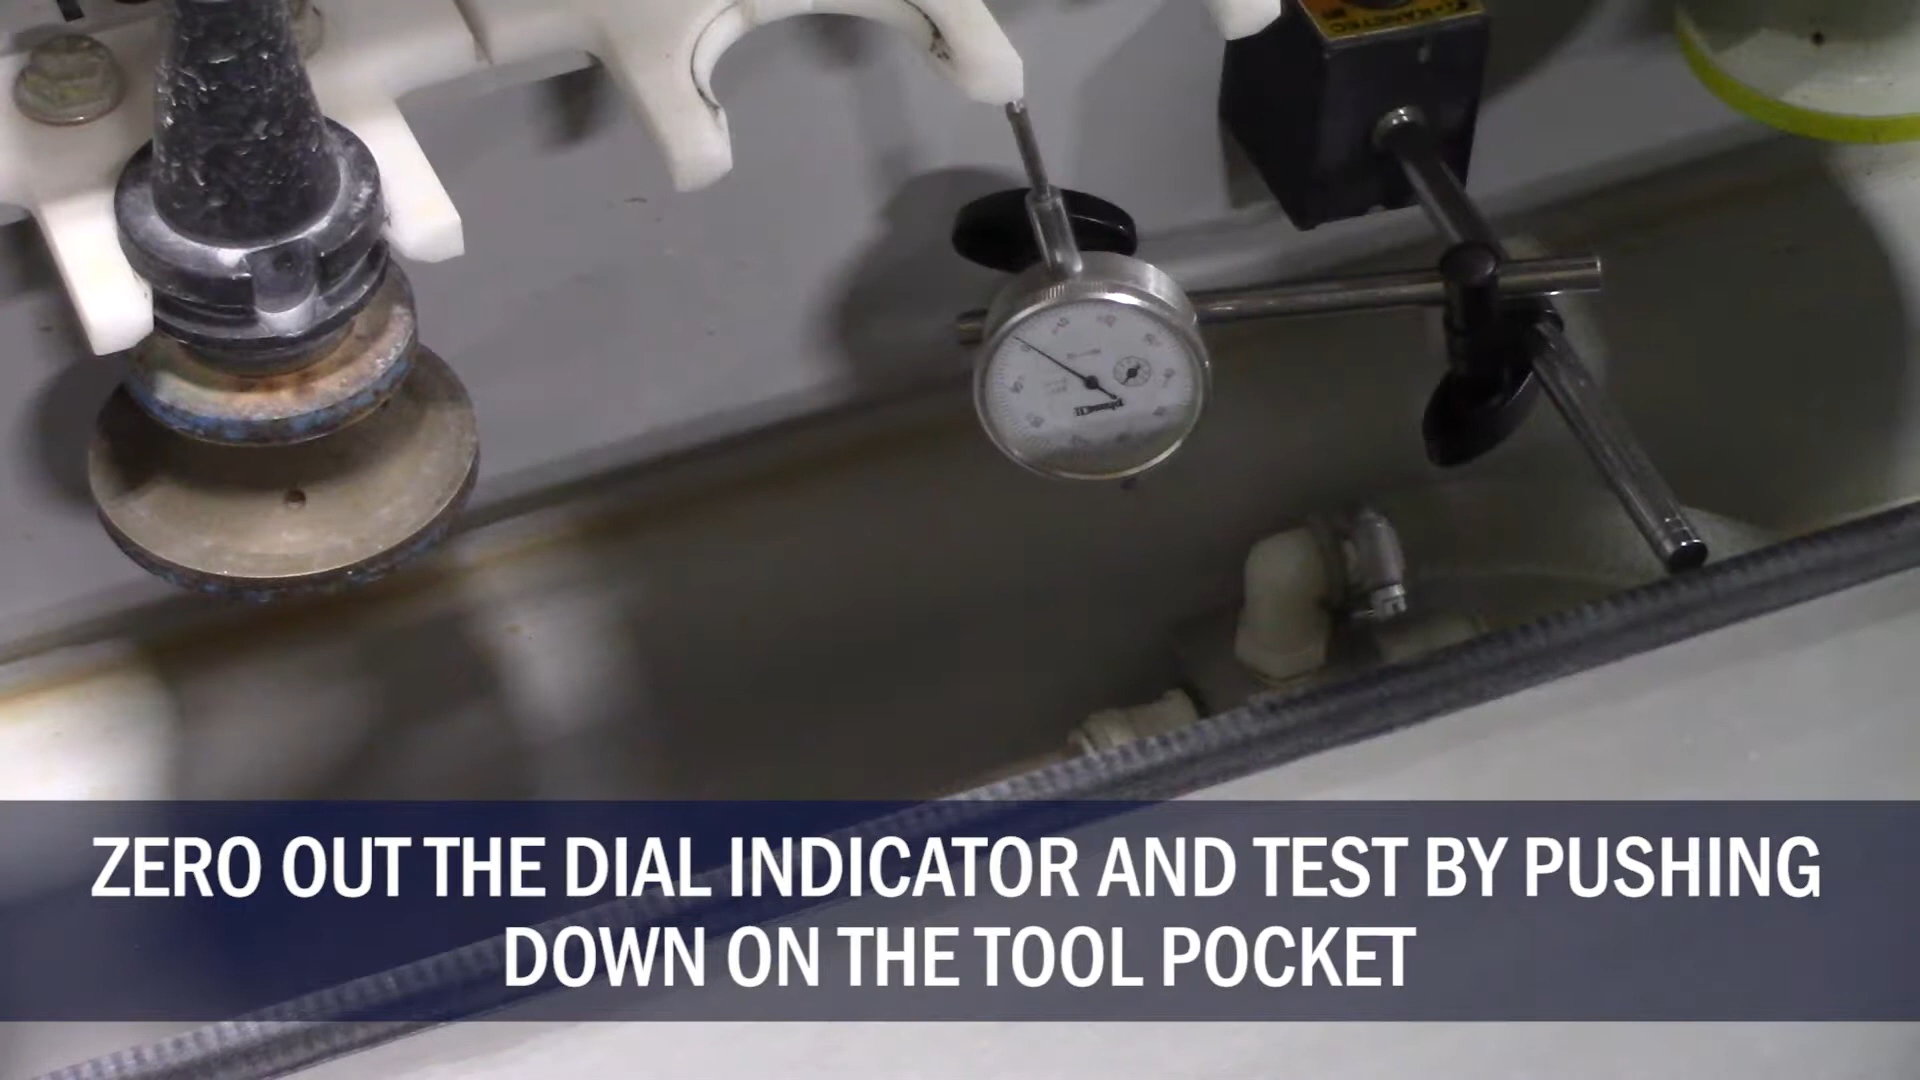 ZERO OUT THE DIAL INDICATOR AND TEST BY PUSHING
DOWN ON THE TOOL POCKET